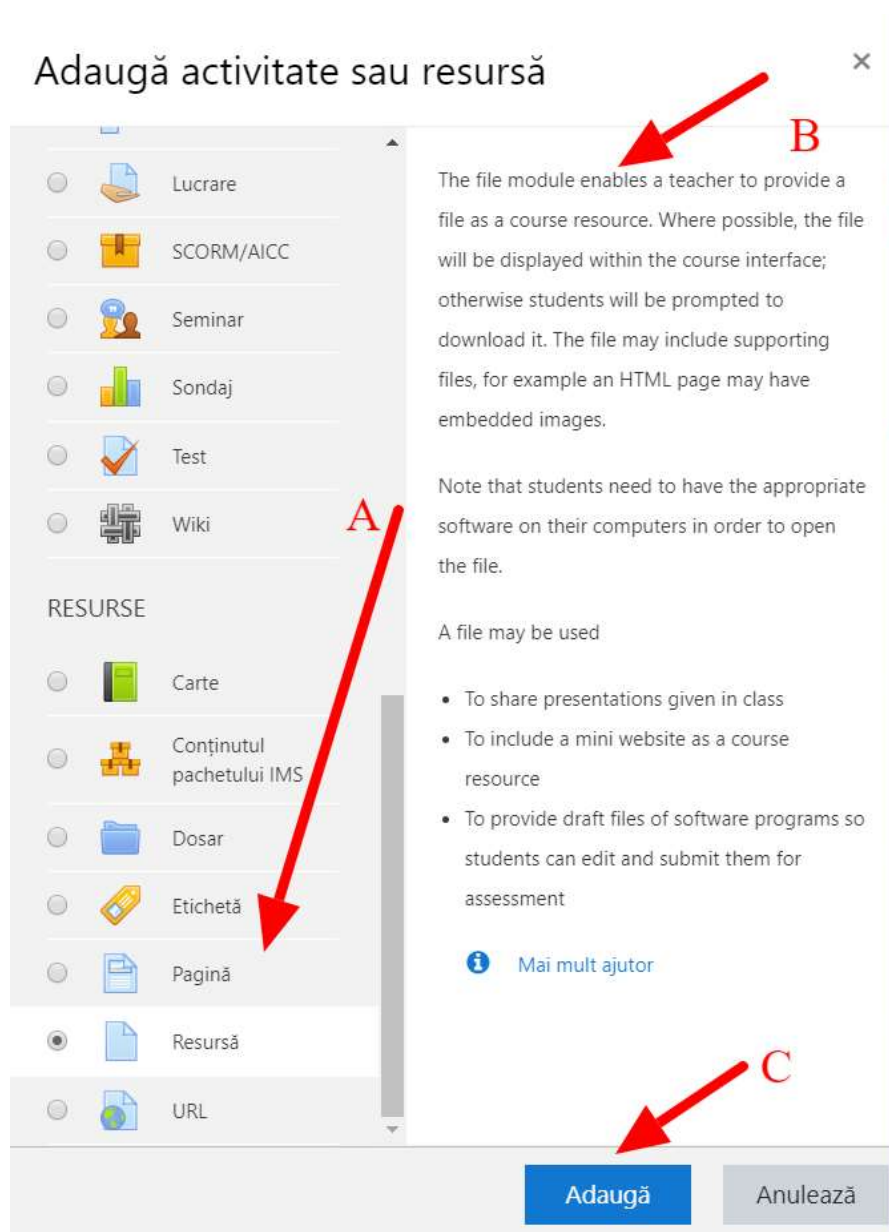 Adaugă activitate sau resursă
×
B
Lucrare
SCORM/AICC
Seminar
Sondaj
Test
Wiki
A
RESURSE
Carte
Conținutul
pachetului IMS
Dosar
Etichetă
Pagină
Resursă
URL
The file module enables a teacher to provide a
file as a course resource. Where possible, the file
will be displayed within the course interface;
otherwise students will be prompted to
download it. The file may include supporting
files, for example an HTML page may have
embedded images.
Note that students need to have the appropriate
software on their computers in order to open
the file.
A file may be used
• To share presentations given in class
• To include a mini website as a course
resource
• To provide draft files of software programs so
students can edit and submit them for
assessment
Mai mult ajutor
C
Adaugă
Anulează